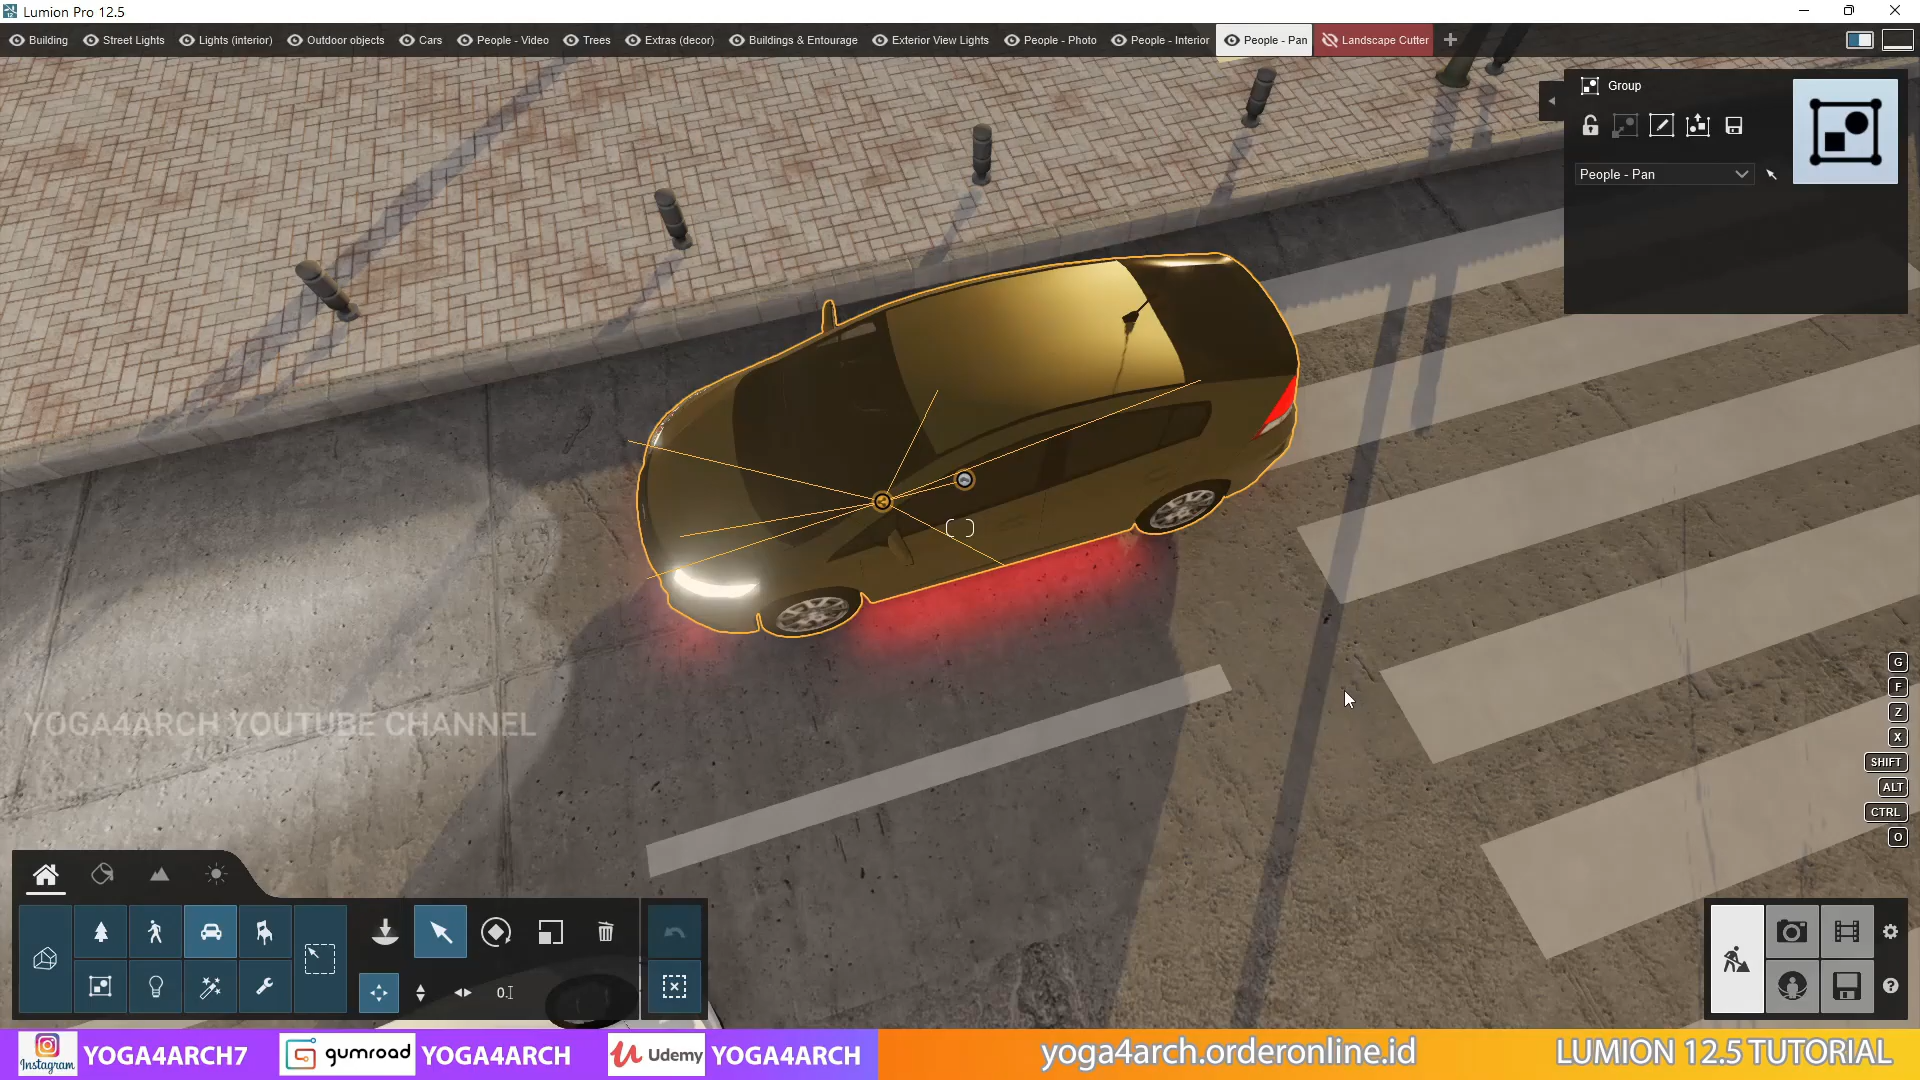 Lumion Pro 12.5
Building Street Lights Lights (interior) Outdoor objects Cars People - Video Trees Extras (decor) Buildings & Entourage Exterior View Lights People - Photo People - Interior People - Pan Landscape Cutter
Group
People - Pan
G
F
Z
X
SHIFT
ALT
CTRL
O
YOGA4ARCH YOUTUBE CHANNEL
Instagram YOGA4ARCH7 gumroad YOGA4ARCH Udemy YOGA4ARCH yoga4arch.orderonline.id LUMION 12.5 TUTORIAL